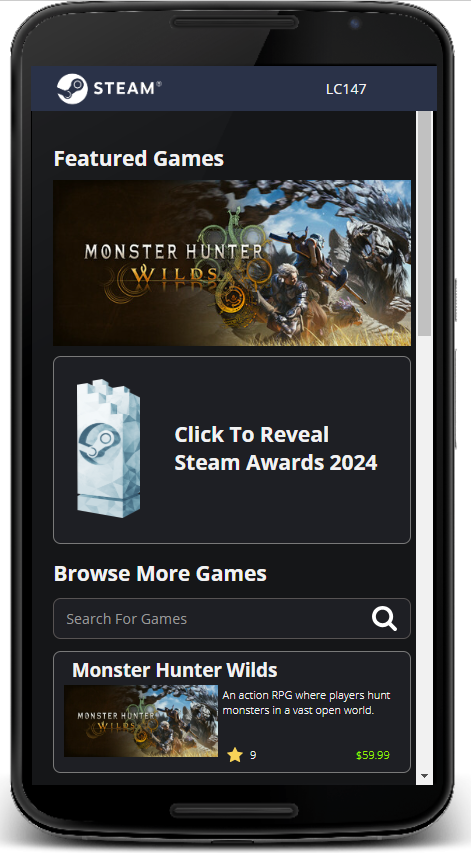 STEAM®
LC147
Featured Games
MONSTER HUNTER
WILDS
Click To Reveal
Steam Awards 2024
Browse More Games
Search For Games
Monster Hunter Wilds
MONSTER HUNTER
WILDS
An action RPG where players hunt
monsters in a vast open world.
9
$59.99